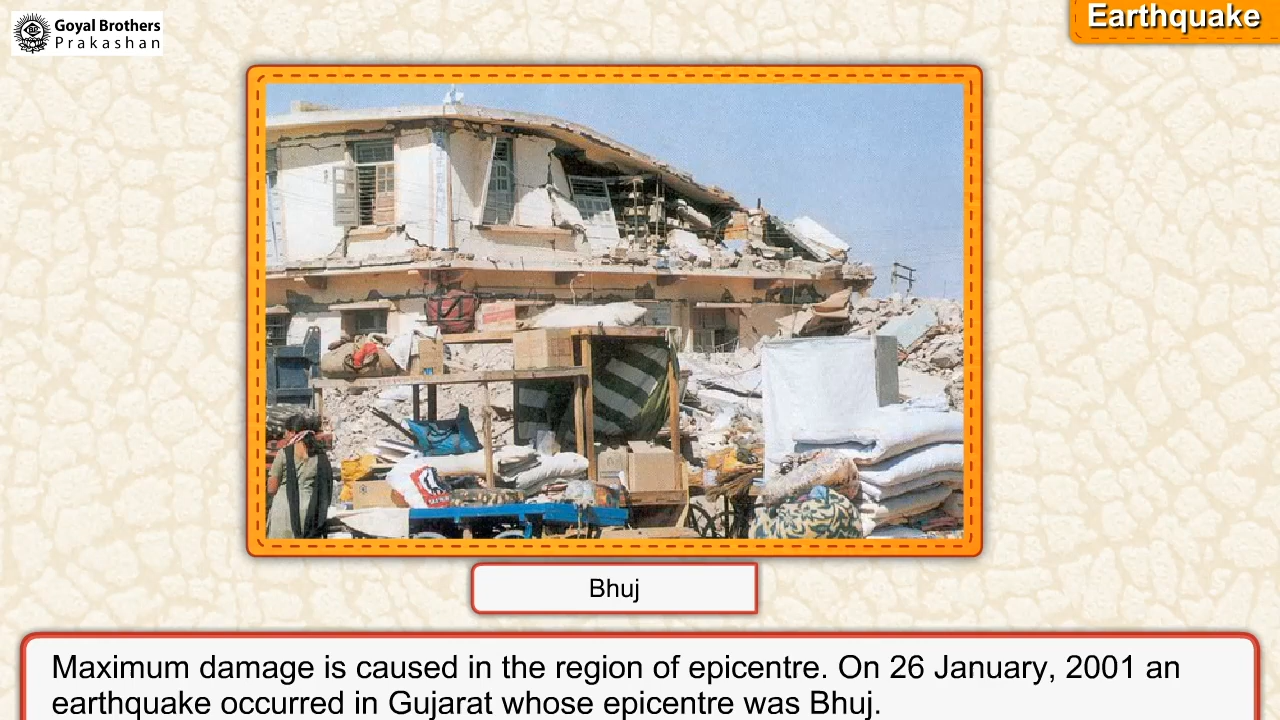 Goyal Brothers
Prakashan
Earthquake
Bhuj
Maximum damage is caused in the region of epicentre. On 26 January, 2001 an
earthquake occurred in Gujarat whose epicentre was Bhuj.